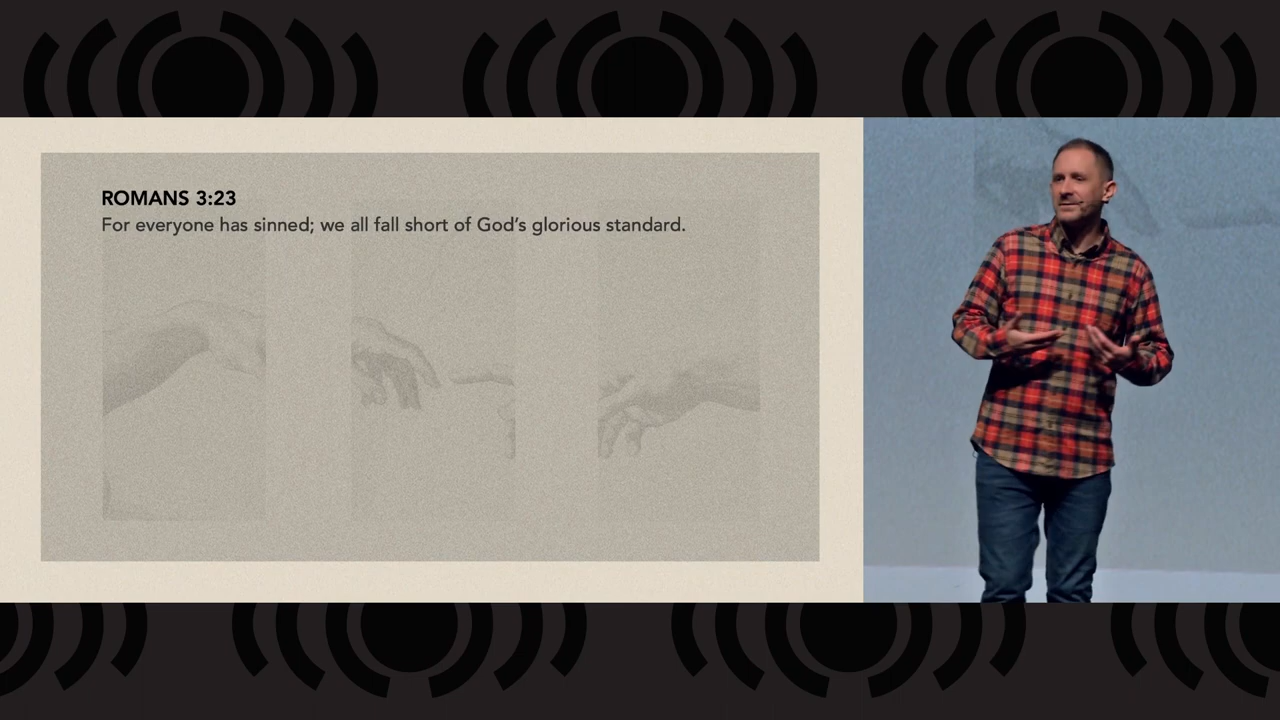 ROMANS 3:23
For everyone has sinned; we all fall short of God’s glorious standard.